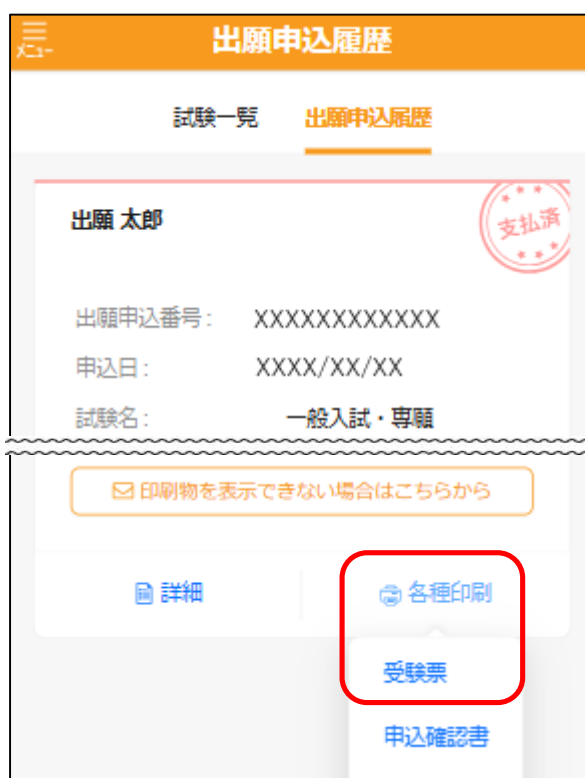 メニュー
出願申込履歴
試験一覧 出願申込履歴
出願 太郎
支払済
出願申込番号： XXXXXXXXXXXX
申込日： XXXX/XX/XX
試験名： 一般入試・専願
印刷物を表示できない場合はこちらから
詳細 各種印刷
受験票
申込確認書